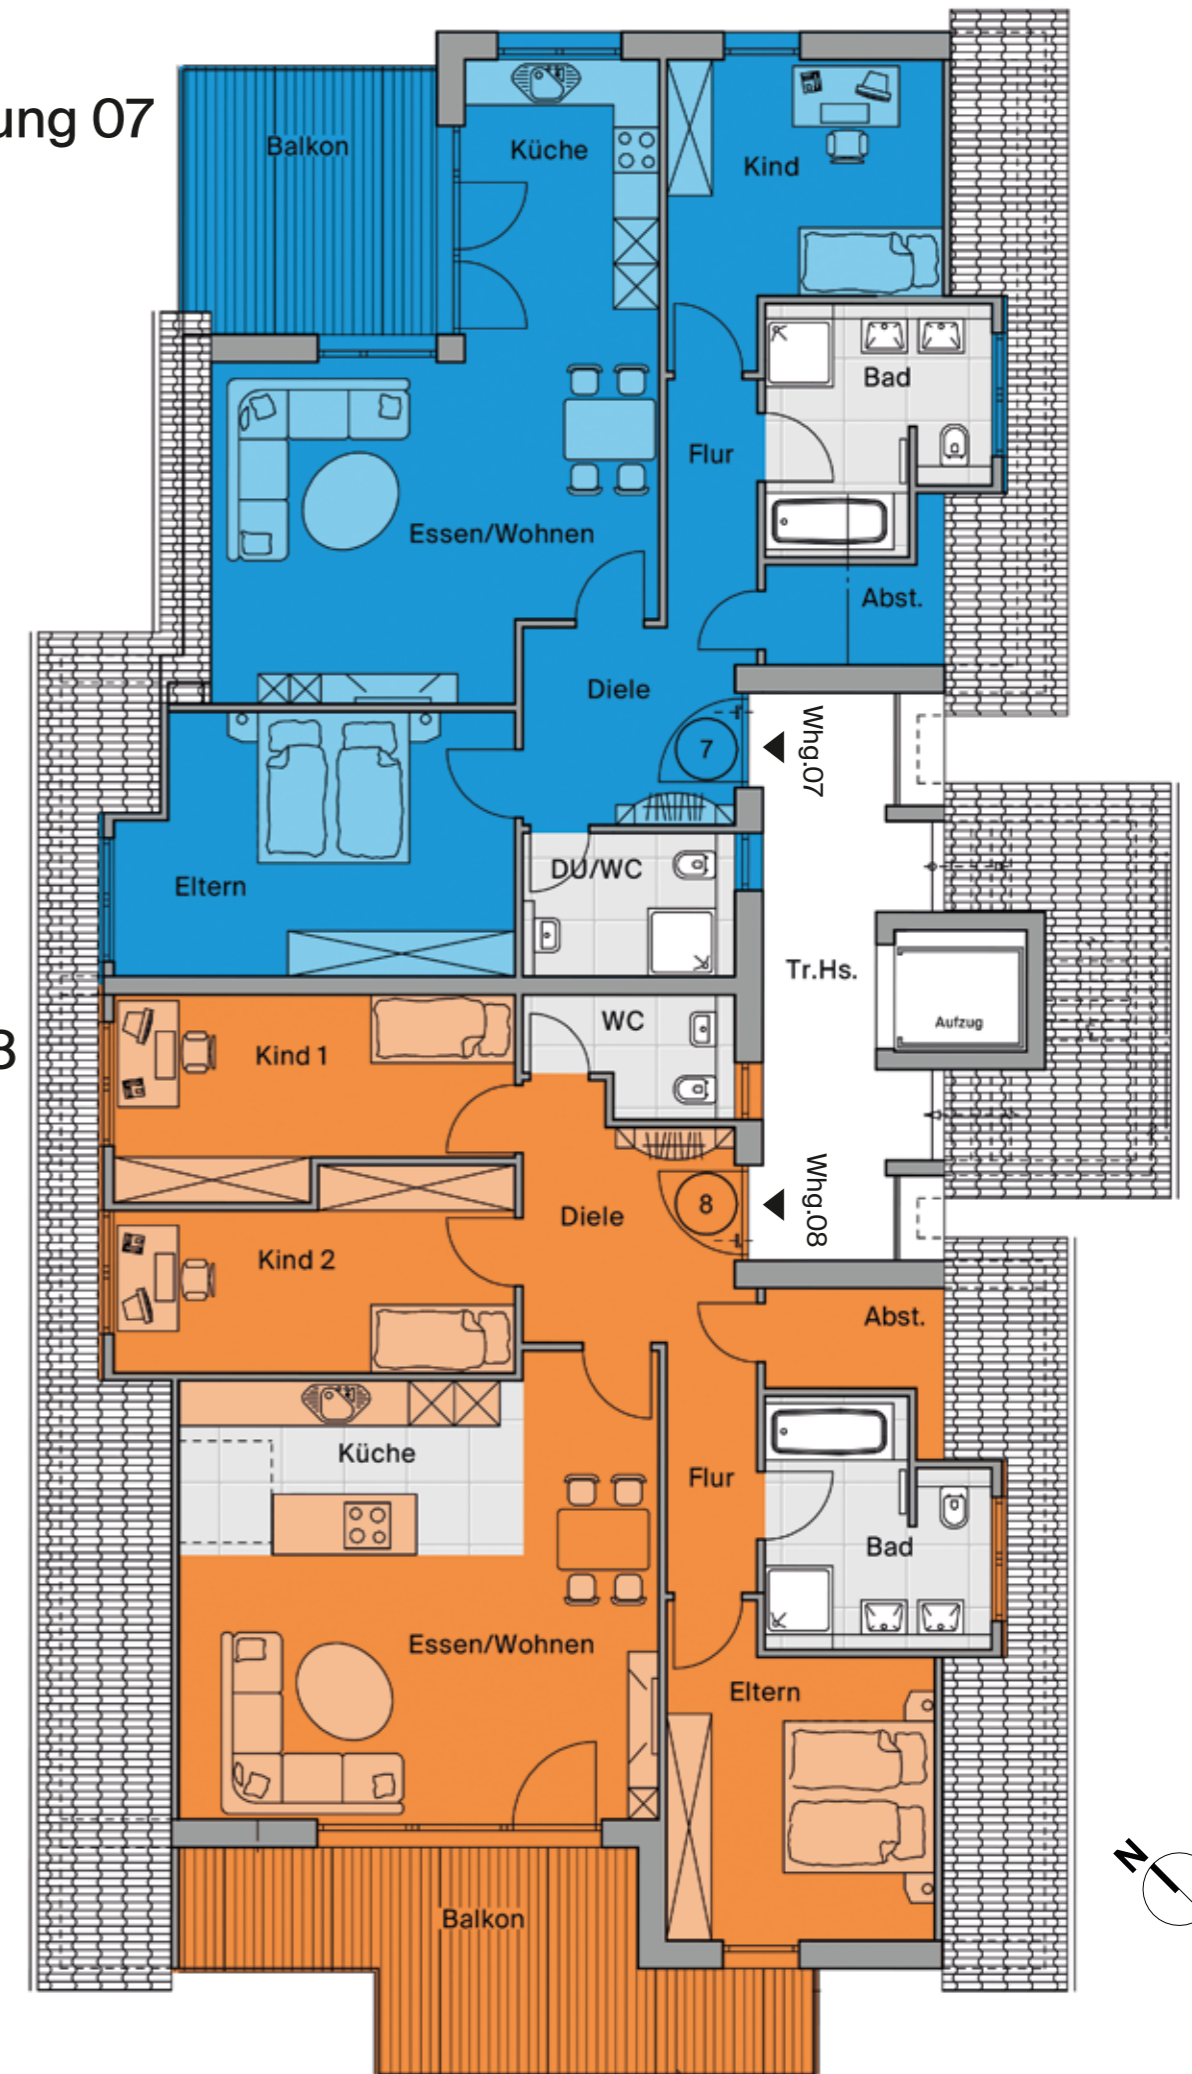 ung 07
Balkon
Küche
Kind
Bad
Flur
Essen/Wohnen
Abst.
Diele
7
Whg.07
Eltern
DU/WC
Tr.Hs.
Aufzug
8
WC
Kind 1
Whg.08
8
Diele
Kind 2
Abst.
Küche
Flur
Bad
Essen/Wohnen
Eltern
Balkon
N